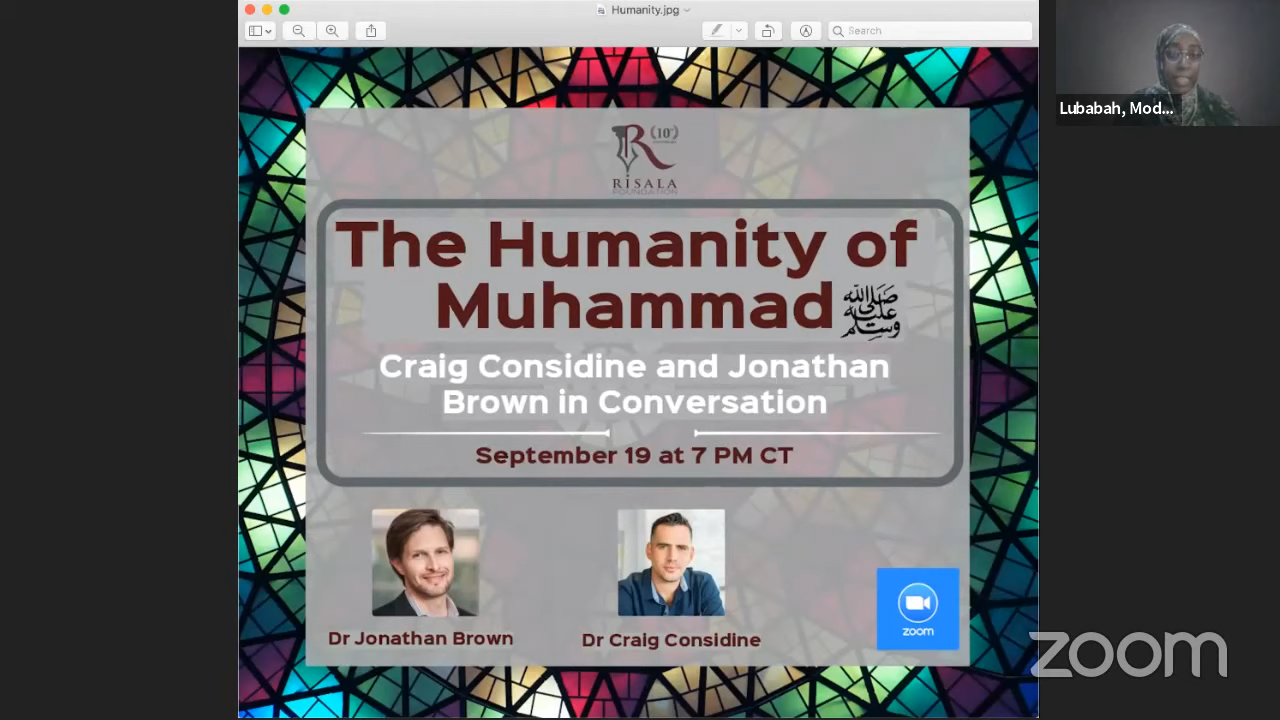 Humanity.jpg
Search
Lubabah, Mod...
R
10
RISALA
FOUNDATION
The Humanity of
Muhammad ﷺ
Craig Considine and Jonathan
Brown in Conversation
September 19 at 7 PM CT
Dr Jonathan Brown
Dr Craig Considine
zoom
zoom